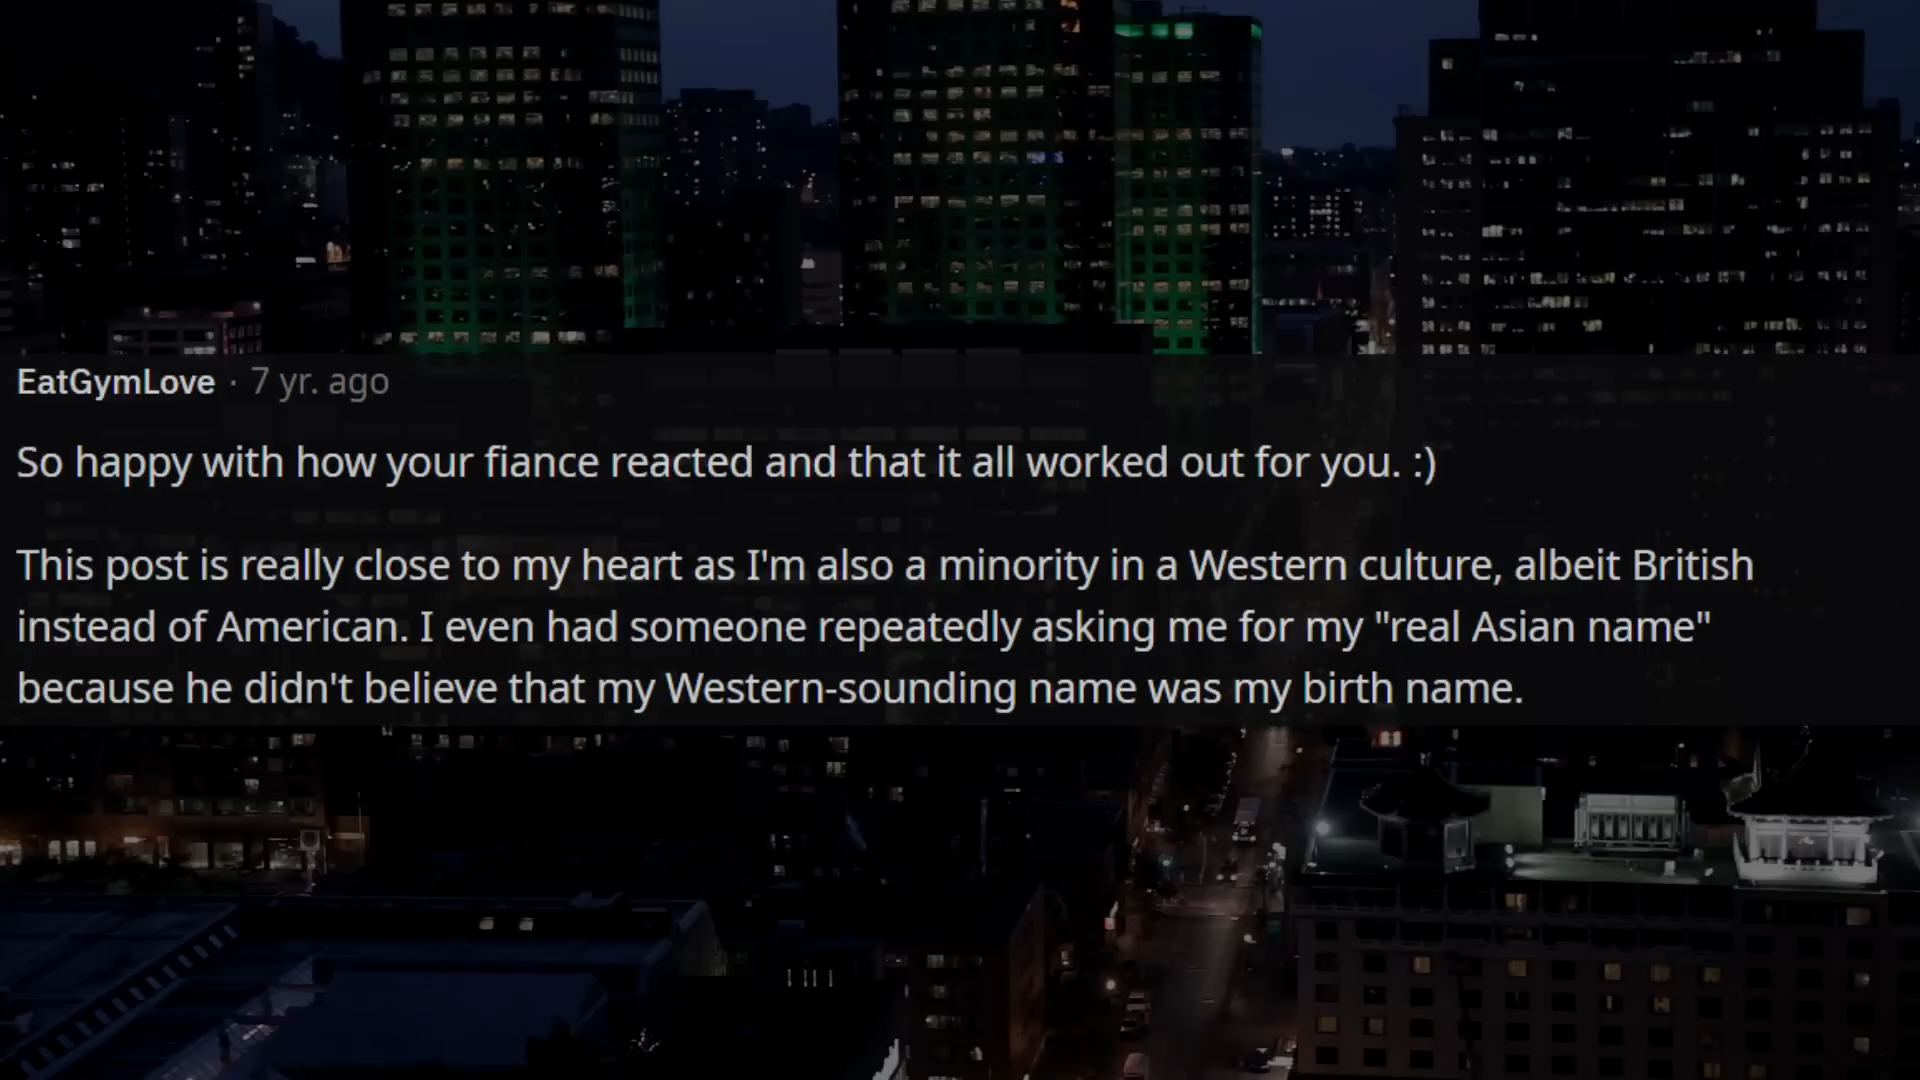 EatGymLove · 7 yr. ago
So happy with how your fiance reacted and that it all worked out for you. :)
This post is really close to my heart as I'm also a minority in a Western culture, albeit British
instead of American. I even had someone repeatedly asking me for my "real Asian name"
because he didn't believe that my Western-sounding name was my birth name.